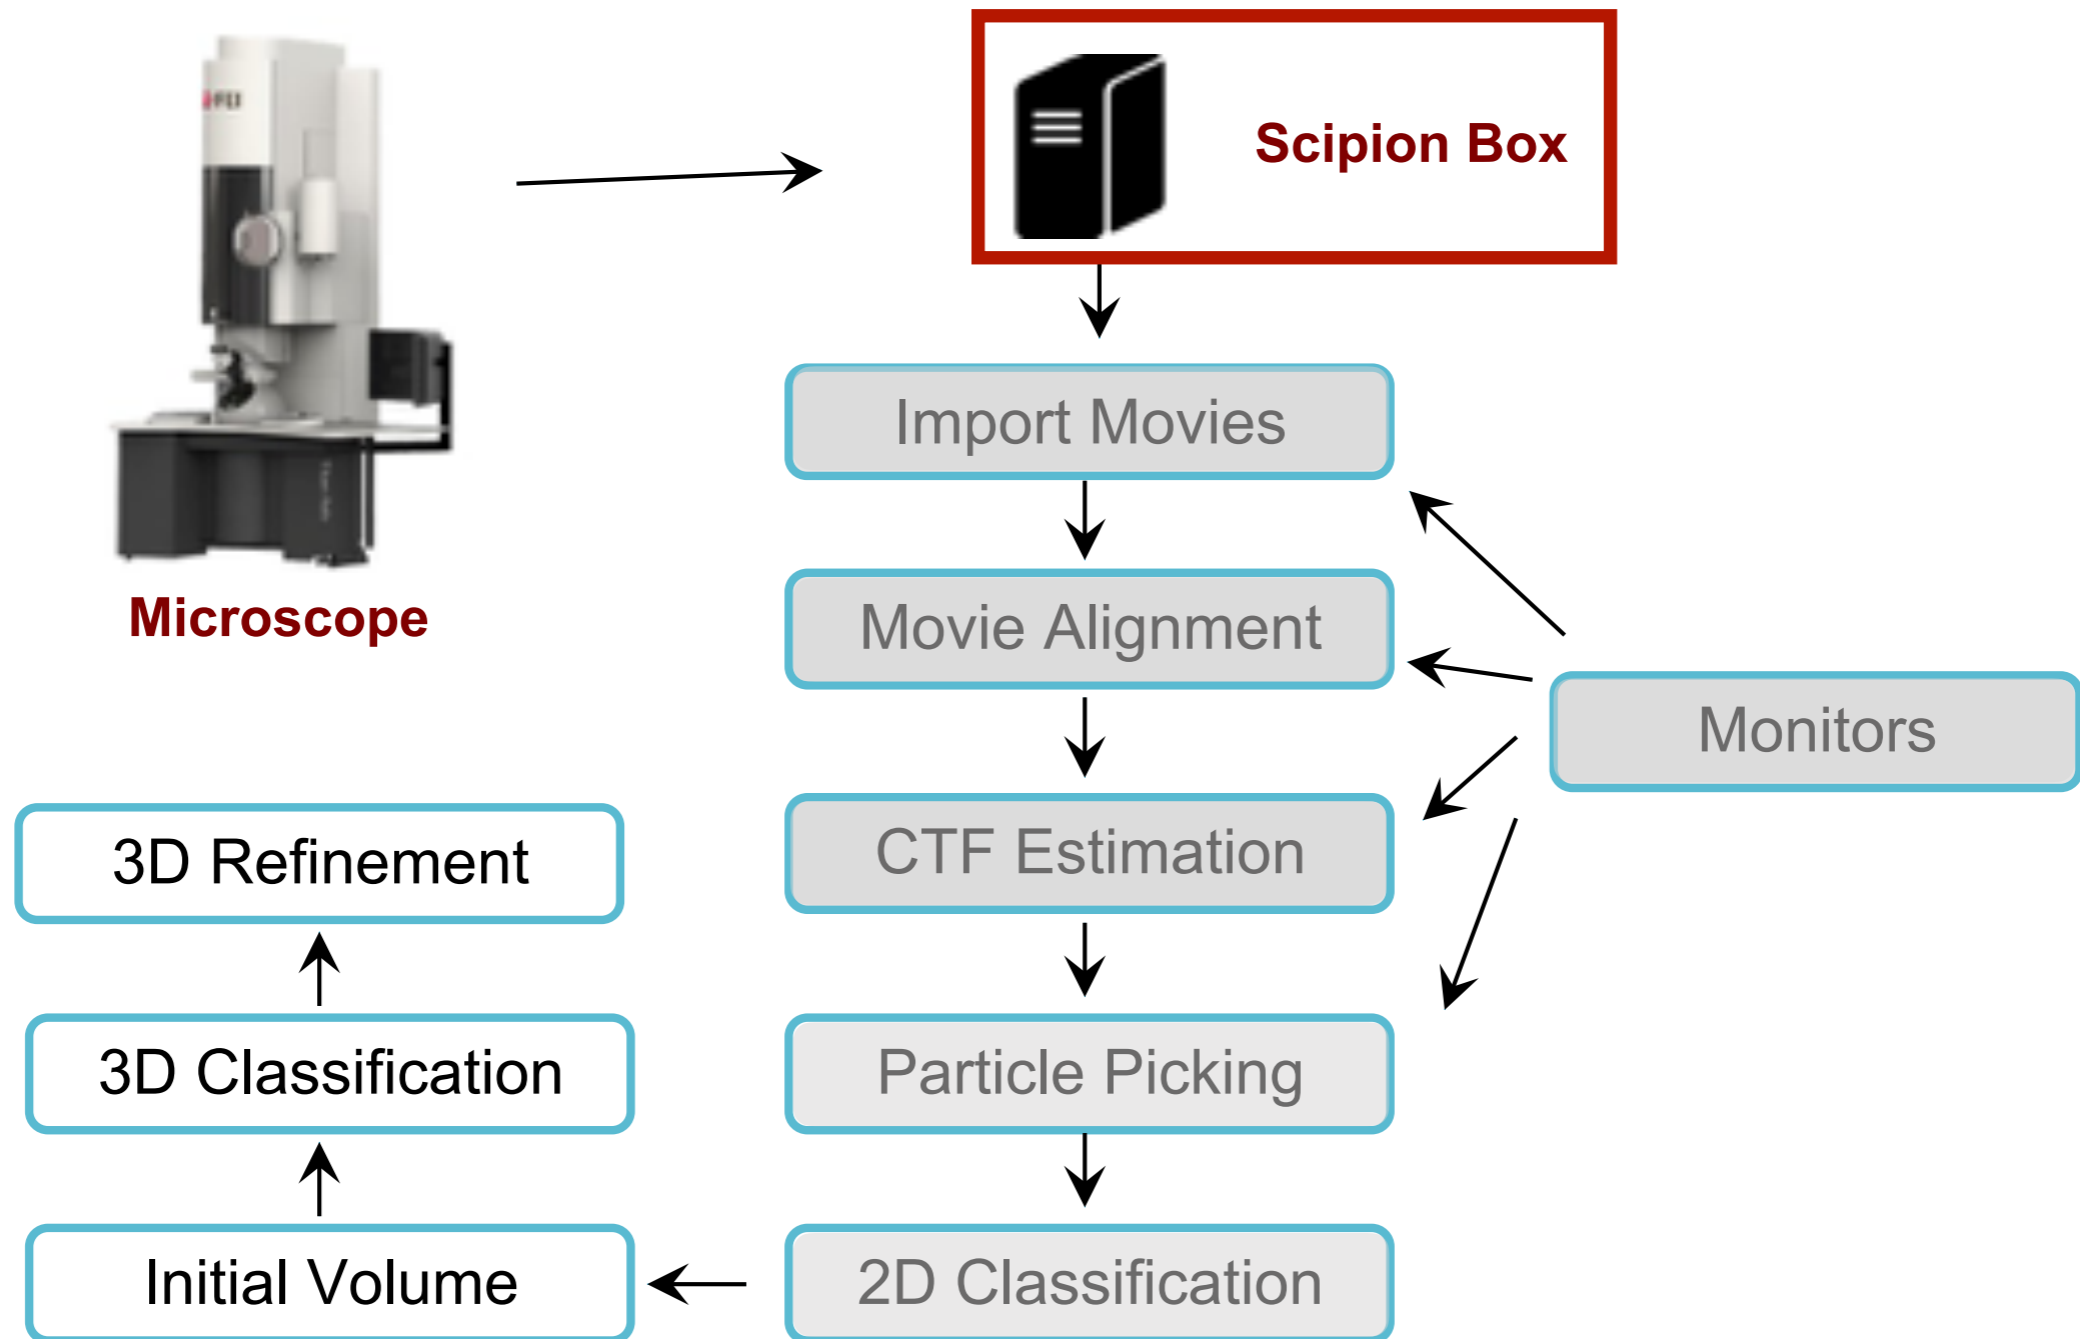 FEI
Scipion Box
Import Movies
Microscope
Movie Alignment
Monitors
3D Refinement
CTF Estimation
3D Classification
Particle Picking
Initial Volume
2D Classification